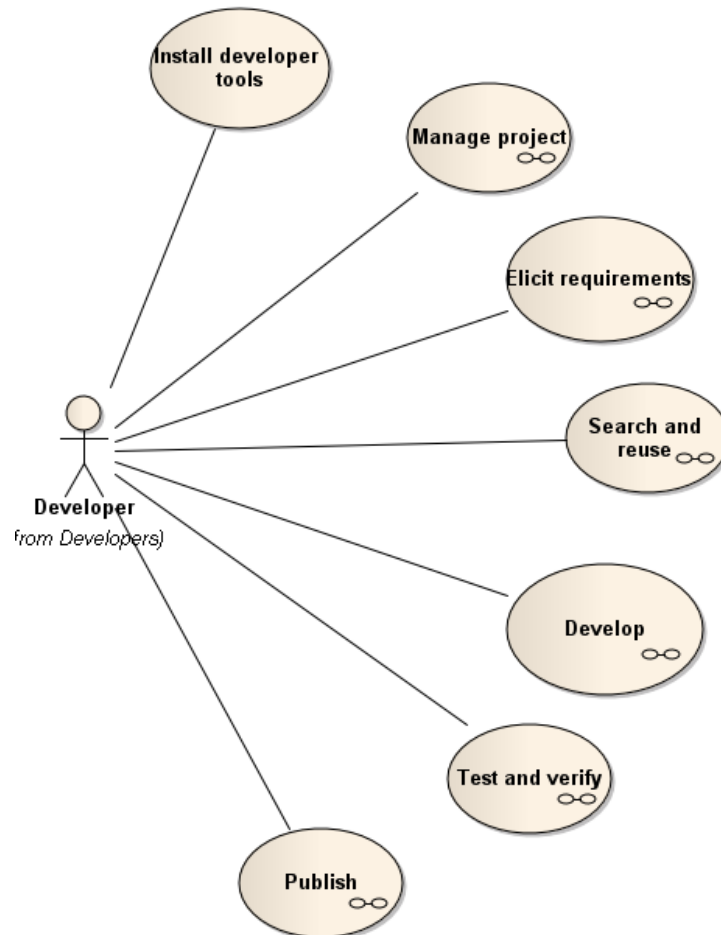 Install developer
tools
Manage project
Elicit requirements
Search and
reuse
Developer
from Developers)
Develop
Test and verify
Publish